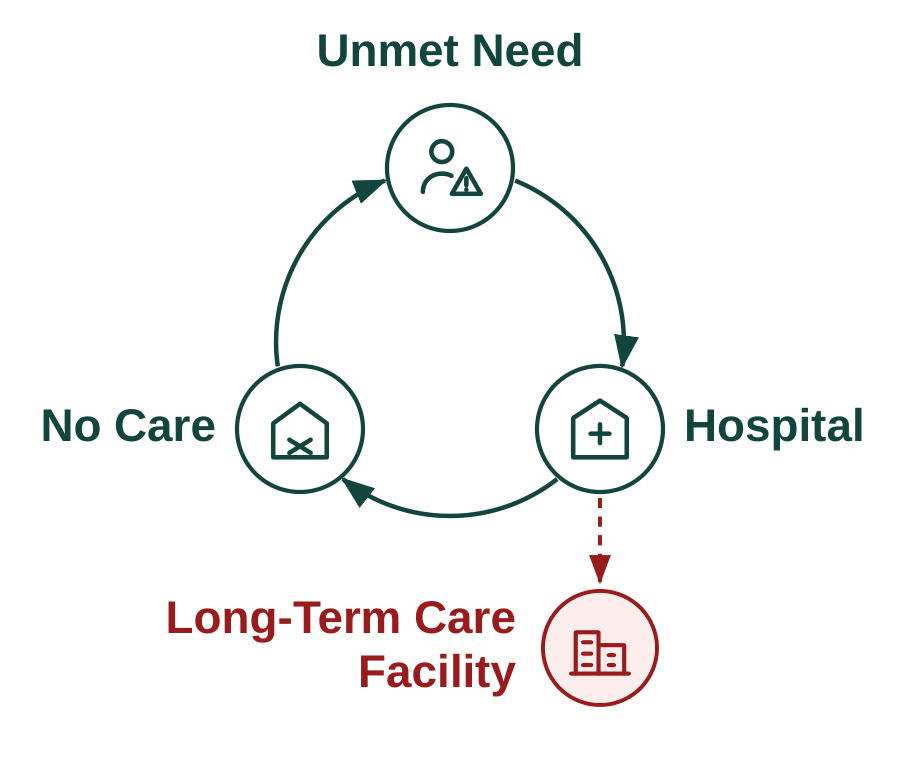 Unmet Need
No Care
Hospital
Long-Term Care
Facility